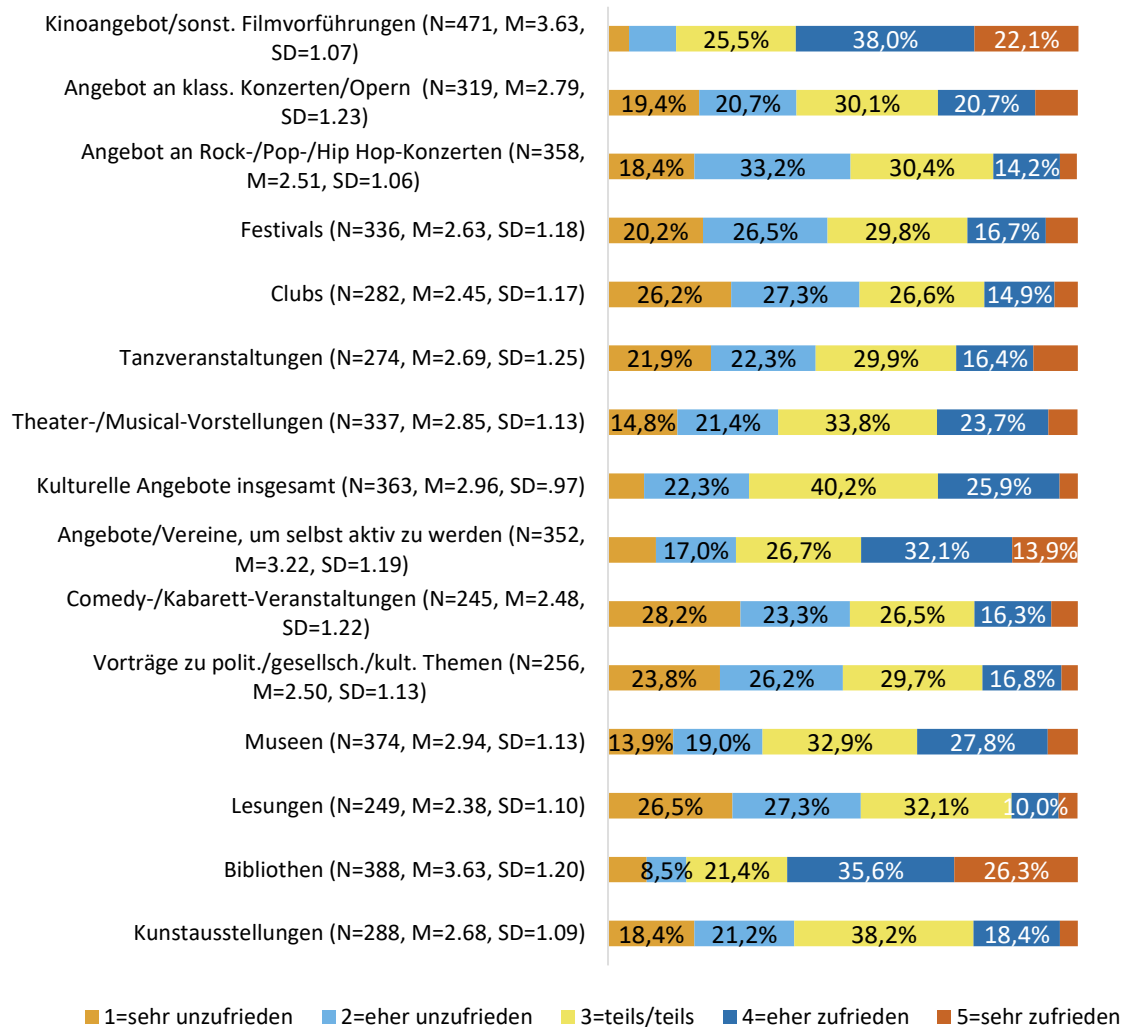 Kinoangebot/sonst. Filmvorführungen (N=471, M=3.63,
SD=1.07)
25,5% 38,0% 22,1%
Angebot an klass. Konzerten/Opern (N=319, M=2.79,
SD=1.23)
19,4% 20,7% 30,1% 20,7%
Angebot an Rock-/Pop-/Hip Hop-Konzerten (N=358,
M=2.51, SD=1.06)
18,4% 33,2% 30,4% 14,2%
Festivals (N=336, M=2.63, SD=1.18)
20,2% 26,5% 29,8% 16,7%
Clubs (N=282, M=2.45, SD=1.17)
26,2% 27,3% 26,6% 14,9%
Tanzveranstaltungen (N=274, M=2.69, SD=1.25)
21,9% 22,3% 29,9% 16,4%
Theater-/Musical-Vorstellungen (N=337, M=2.85, SD=1.13)
14,8% 21,4% 33,8% 23,7%
Kulturelle Angebote insgesamt (N=363, M=2.96, SD=.97)
22,3% 40,2% 25,9%
Angebote/Vereine, um selbst aktiv zu werden (N=352,
M=3.22, SD=1.19)
17,0% 26,7% 32,1% 13,9%
Comedy-/Kabarett-Veranstaltungen (N=245, M=2.48,
SD=1.22)
28,2% 23,3% 26,5% 16,3%
Vorträge zu polit./gesellsch./kult. Themen (N=256,
M=2.50, SD=1.13)
23,8% 26,2% 29,7% 16,8%
Museen (N=374, M=2.94, SD=1.13)
13,9% 19,0% 32,9% 27,8%
Lesungen (N=249, M=2.38, SD=1.10)
26,5% 27,3% 32,1% 10,0%
Bibliothen (N=388, M=3.63, SD=1.20)
8,5% 21,4% 35,6% 26,3%
Kunstausstellungen (N=288, M=2.68, SD=1.09)
18,4% 21,2% 38,2% 18,4%
1=sehr unzufrieden 2=eher unzufrieden 3=teils/teils 4=eher zufrieden 5=sehr zufrieden